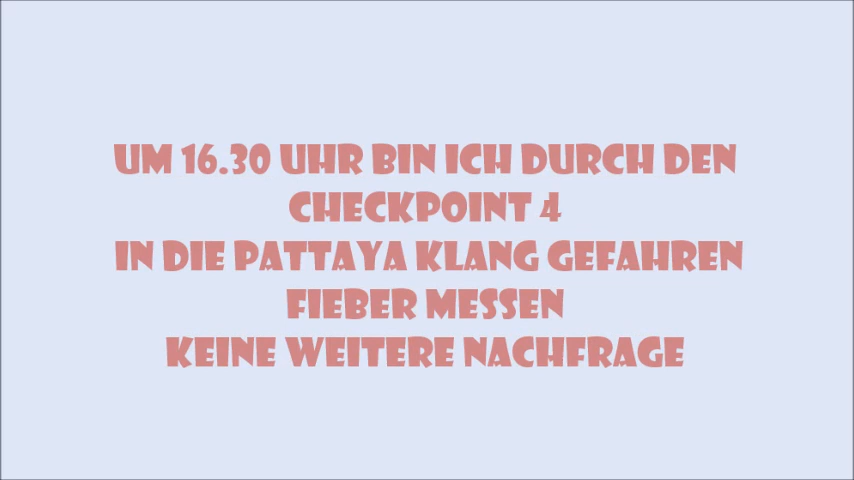 UM 16.30 UHR BIN ICH DURCH DEN
CHECKPOINT 4
IN DIE PATTAYA KLANG GEFAHREN
FIEBER MESSEN
KEINE WEITERE NACHFRAGE